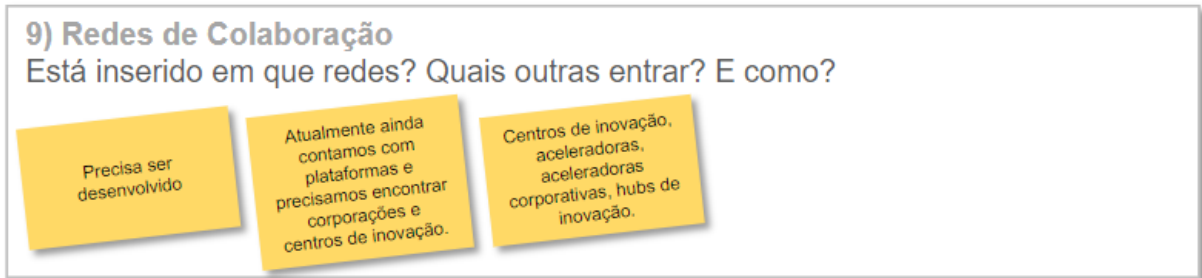 9) Redes de Colaboração
Está inserido em que redes? Quais outras entrar? E como?
Precisa ser
desenvolvido
Atualmente ainda
contamos com
plataformas e
precisamos encontrar
corporações e
centros de inovação.
Centros de inovação,
aceleradoras,
aceleradoras
corporativas, hubs de
inovação.